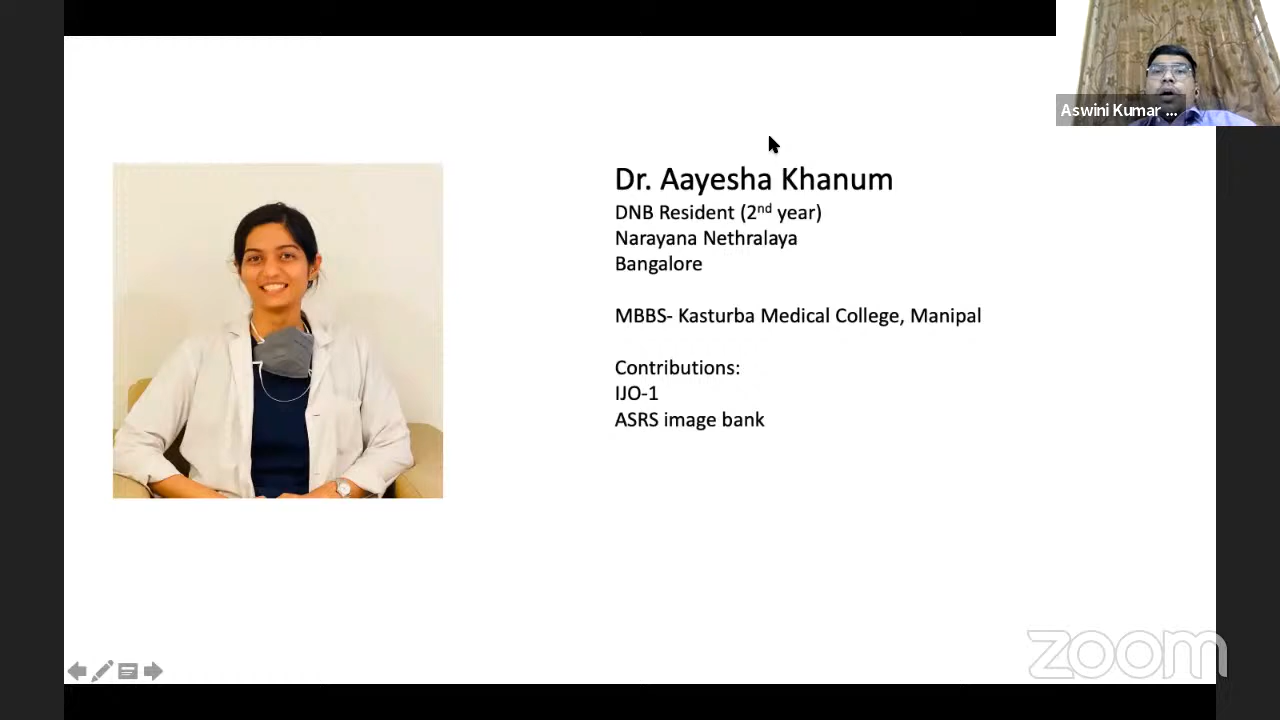 Aswini Kumar ...
Dr. Aayesha Khanum
DNB Resident (2nd year)
Narayana Nethralaya
Bangalore
MBBS- Kasturba Medical College, Manipal
Contributions:
IJO-1
ASRS image bank
zoom